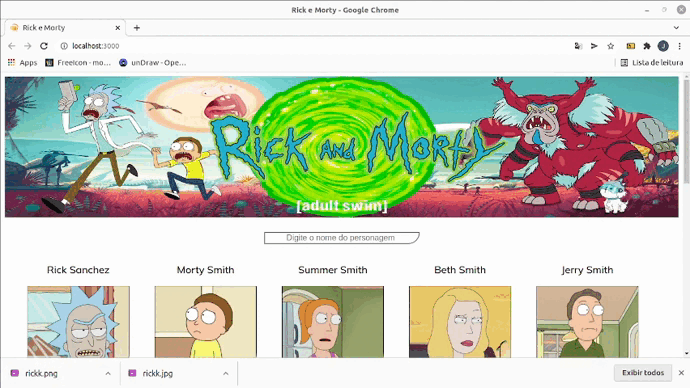 Rick e Morty - Google Chrome
Rick e Morty
localhost:3000
J
Apps
Freeicon - mo...
unDraw - Ope...
Lista de leitura
Rick and Morty
[adult swim]
Digite o nome do personagem
Rick Sanchez
Morty Smith
Summer Smith
Beth Smith
Jerry Smith
rickk.png
rickk.jpg
Exibir todos